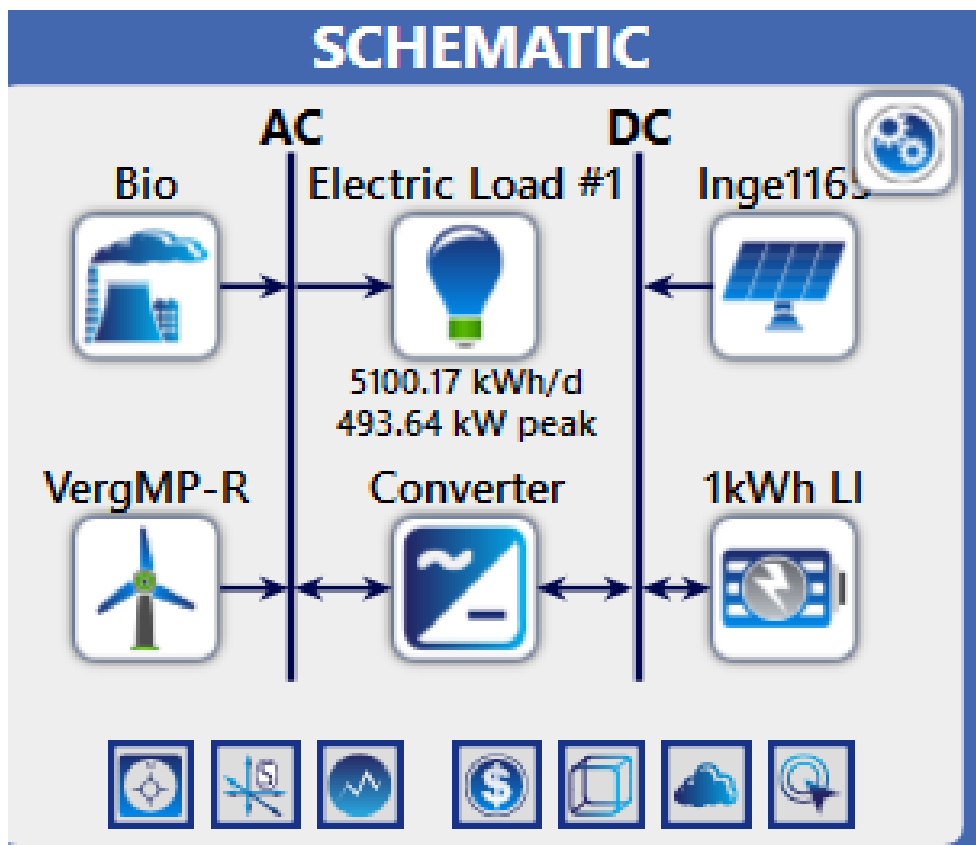 SCHEMATIC
AC
DC
Bio
Electric Load #1
5100.17 kWh/d
493.64 kW peak
VergMP-R
Converter
1kWh LI
S
$